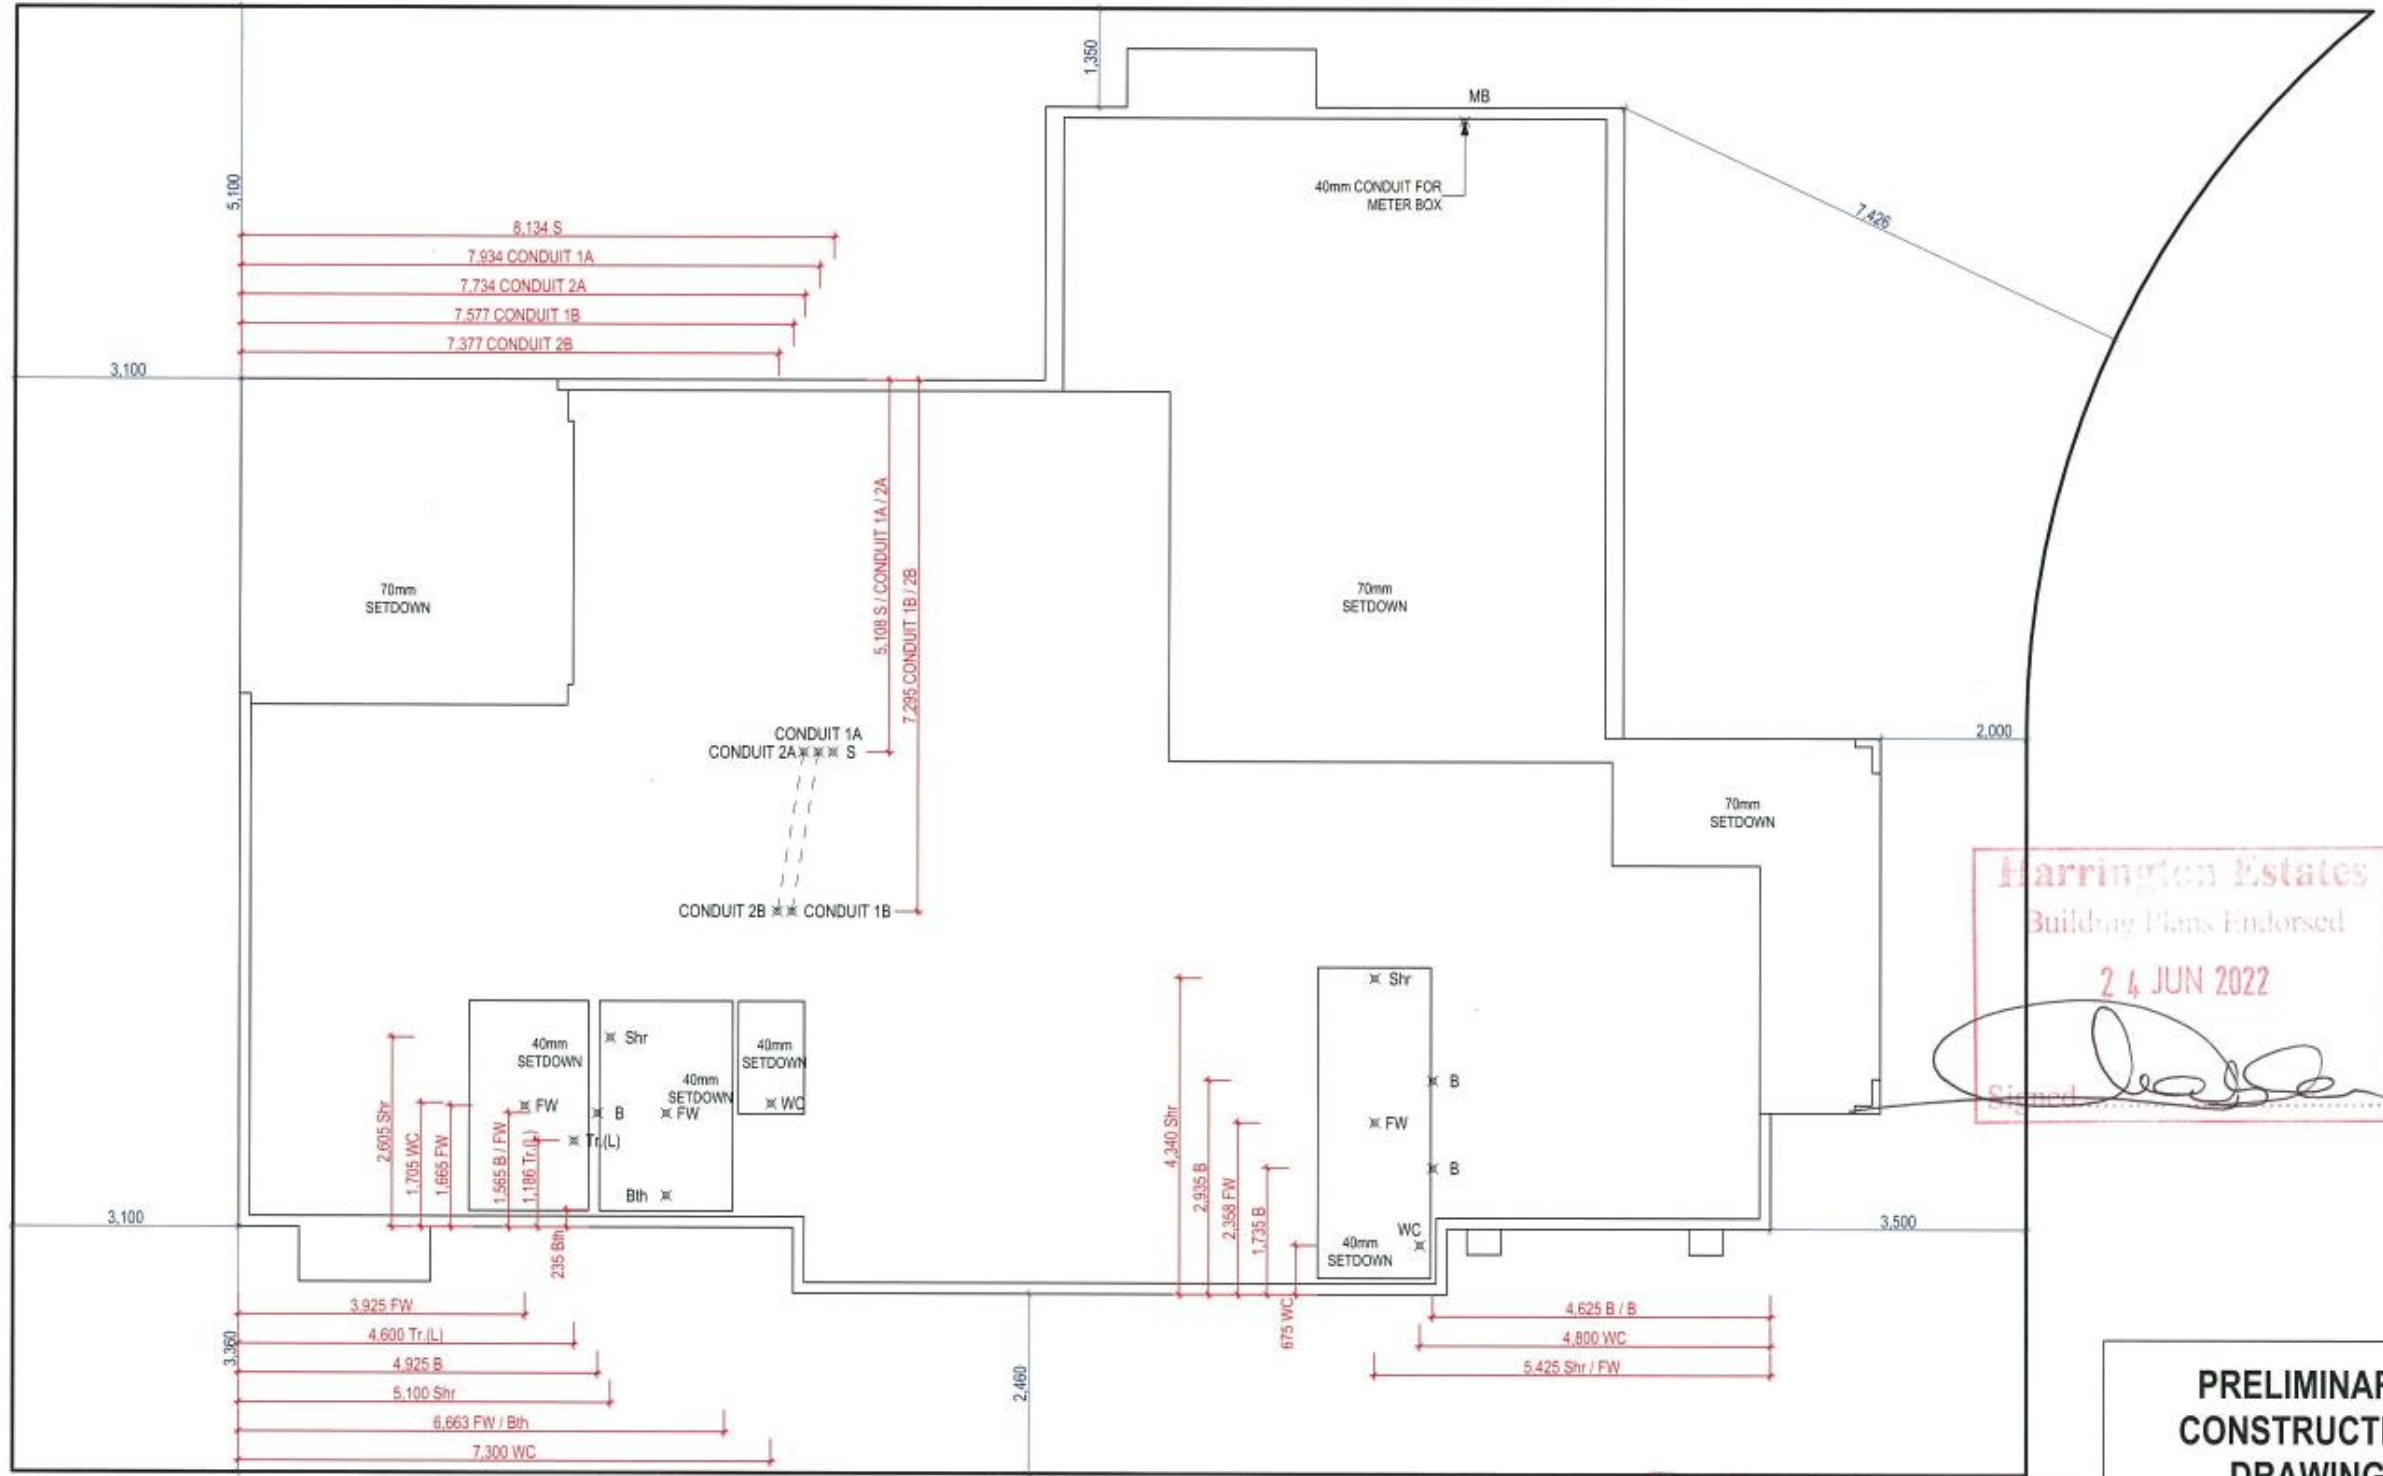 1,350
MB
40mm CONDUIT FOR
METER BOX
5,100
7,426
8,134 S
7,934 CONDUIT 1A
7,734 CONDUIT 2A
7,577 CONDUIT 1B
7,377 CONDUIT 2B
3,100
5,108 S / CONDUIT 1A / 2A
7,295 CONDUIT 1B / 2B
70mm
SETDOWN
70mm
SETDOWN
CONDUIT 1A
CONDUIT 2A S
2,000
70mm
SETDOWN
CONDUIT 2B CONDUIT 1B
Harrington Estates
Building Plans Endorsed
24 JUN 2022
Signed
40mm
SETDOWN
FW
Tr.(L)
Shr
40mm
SETDOWN
B
FW
Bth
40mm
SETDOWN
WC
Shr
B
FW
B
WC
40mm
SETDOWN
2,605 Shr
1,705 WC
1,665 FW
1,565 B / FW
1,186 Tr.(L)
235 Bth
4,340 Shr
2,935 B
2,358 FW
1,735 B
675 WC
3,100
3,500
3,360
3,925 FW
4,600 Tr.(L)
4,925 B
5,100 Shr
6,663 FW / Bth
7,300 WC
2,460
4,625 B / B
4,800 WC
5,425 Shr / FW
PRELIMINAR
CONSTRUCTI
DRAWING